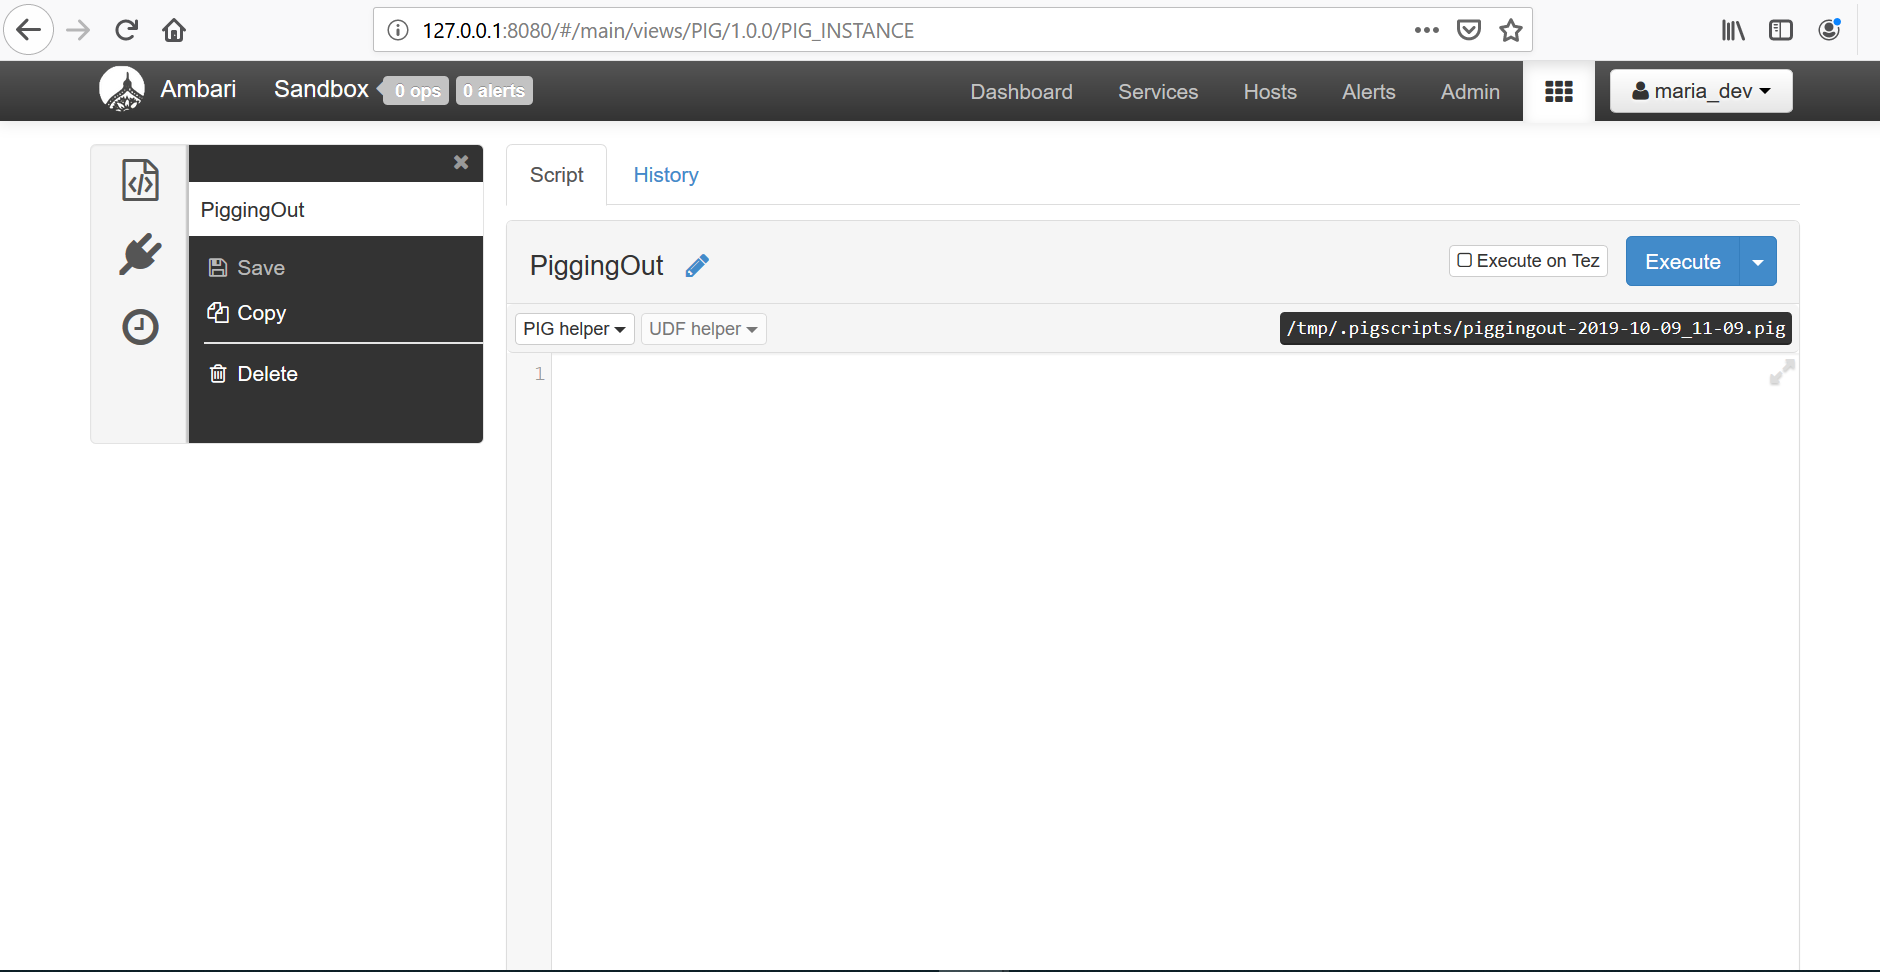 127.0.0.1:8080/#/main/views/PIG/1.0.0/PIG_INSTANCE
Ambari Sandbox 0 ops 0 alerts Dashboard Services Hosts Alerts Admin maria_dev
Script History
PiggingOut
Save
Copy
Delete
PiggingOut Execute on Tez Execute
PIG helper UDF helper /tmp/.pigscripts/piggingout-2019-10-09_11-09.pig
1